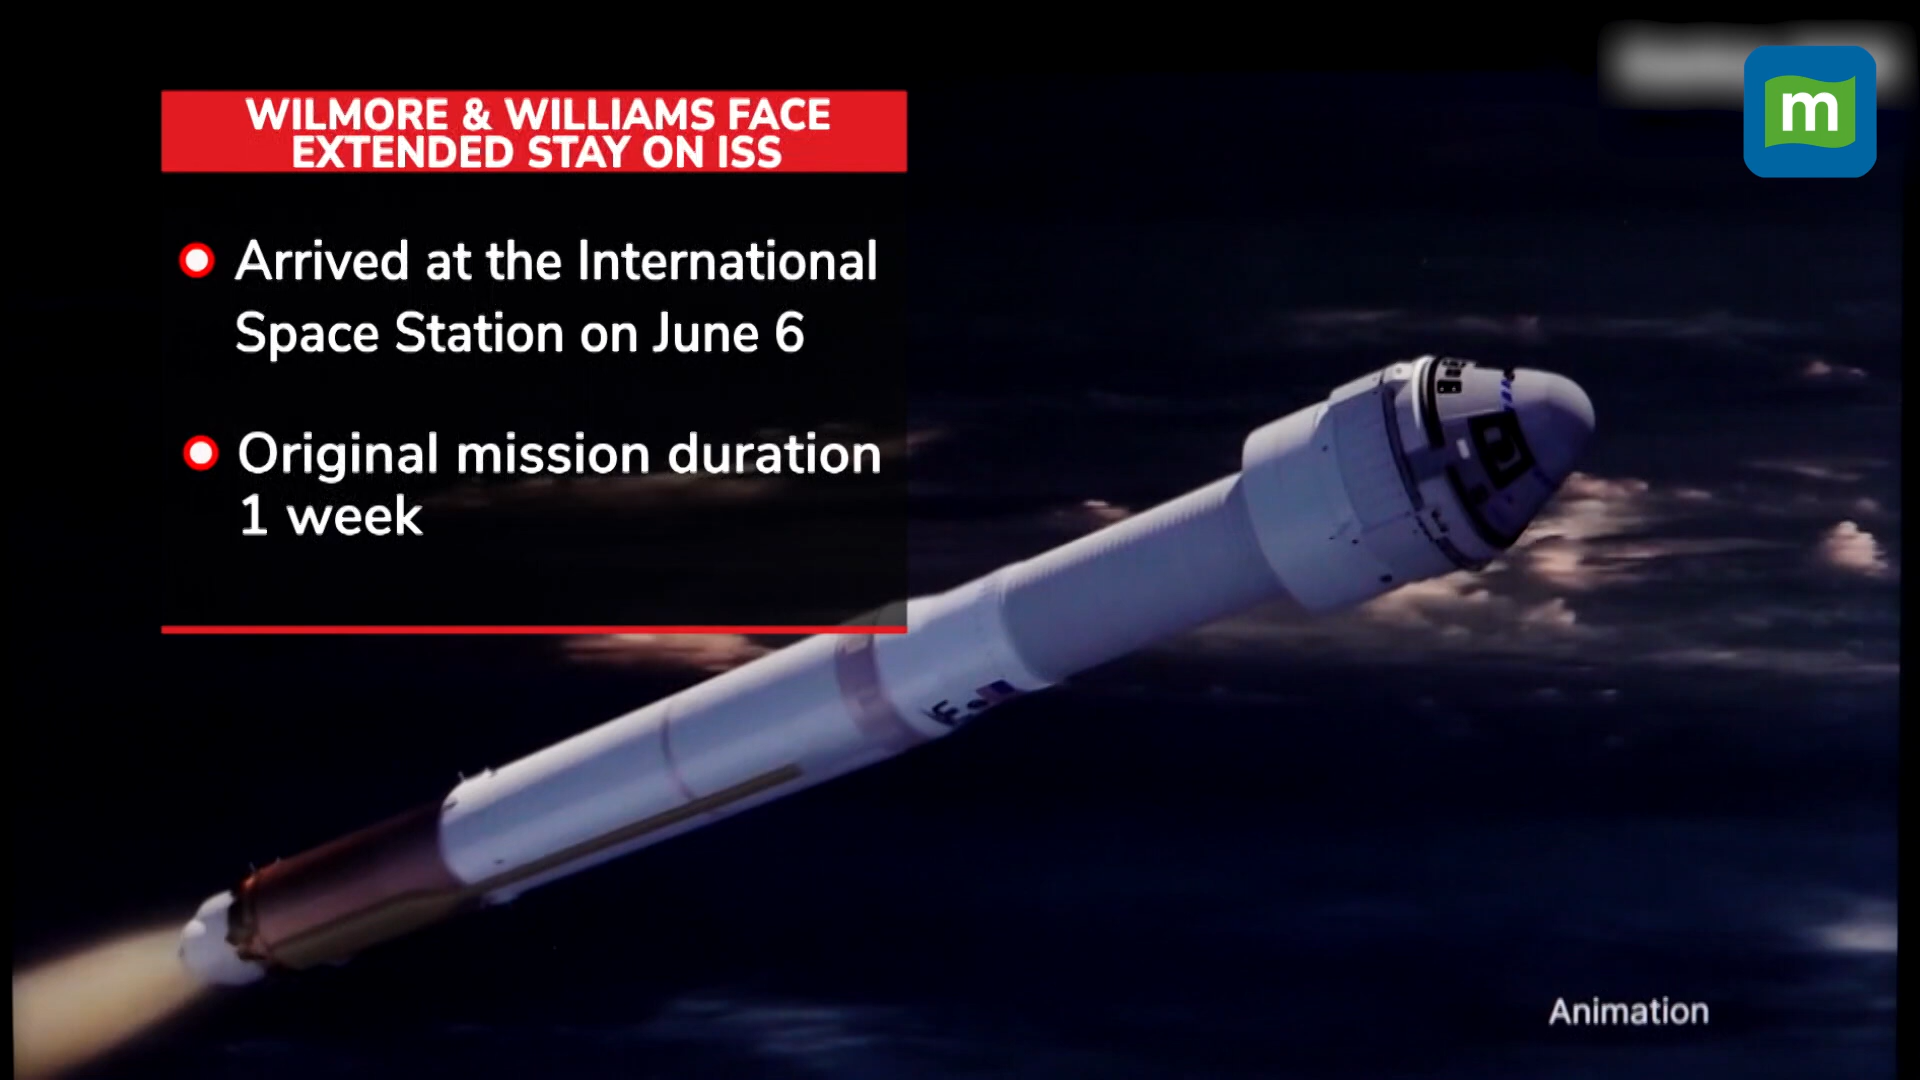 WILMORE & WILLIAMS FACE
EXTENDED STAY ON ISS
m
Arrived at the International
Space Station on June 6
Original mission duration
1 week
Animation